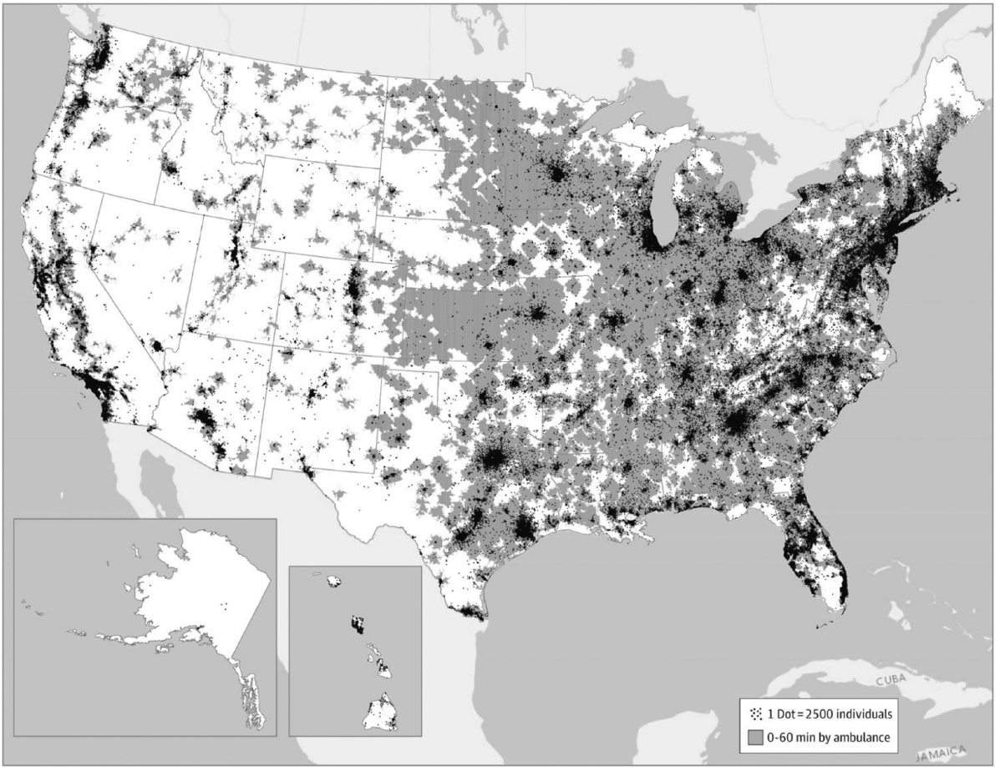 CUBA
1 Dot=2500 individuals
0-60 min by ambulance
JAMAICA